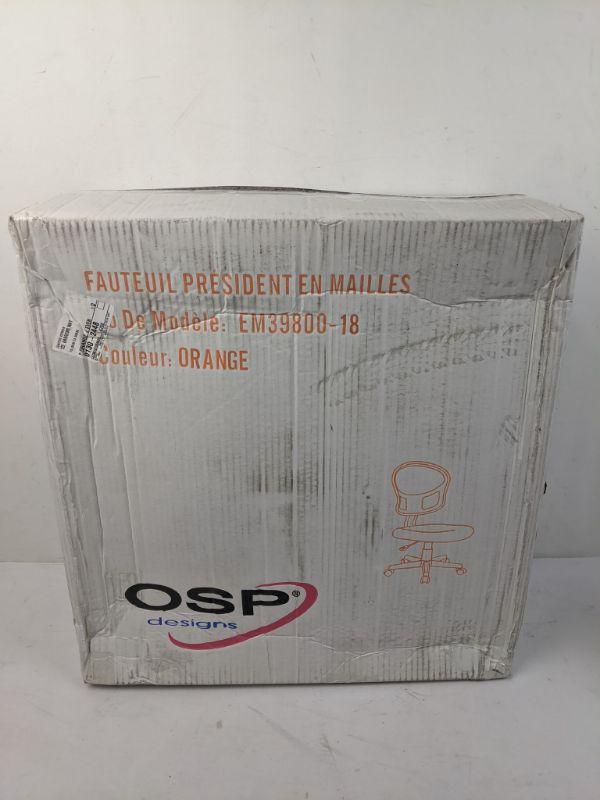 FAUTEUIL PRÉSIDENT EN MAILLES
De Modèle: EM39800-18
Couleur: ORANGE
OSP®
designs